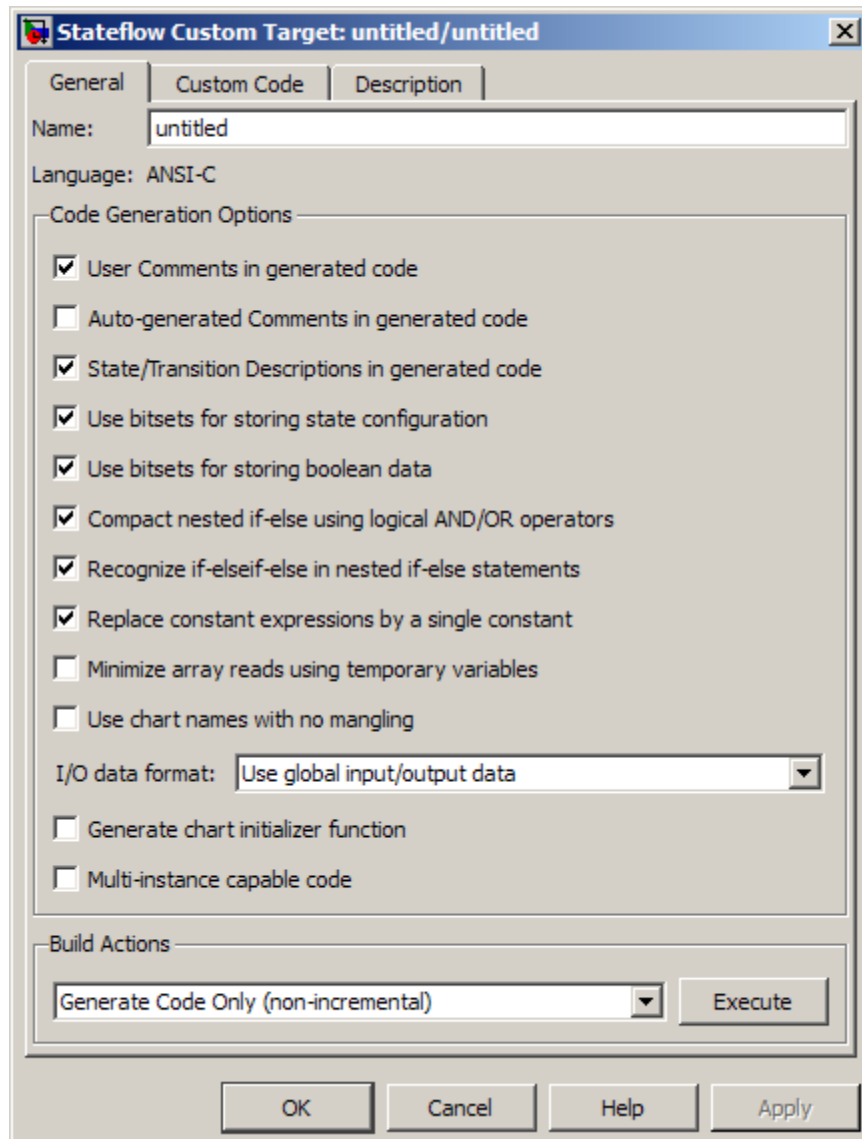 Stateflow Custom Target: untitled/untitled
General Custom Code Description
Name: untitled
Language: ANSI-C
Code Generation Options
User Comments in generated code
Auto-generated Comments in generated code
State/Transition Descriptions in generated code
Use bitsets for storing state configuration
Use bitsets for storing boolean data
Compact nested if-else using logical AND/OR operators
Recognize if-elseif-else in nested if-else statements
Replace constant expressions by a single constant
Minimize array reads using temporary variables
Use chart names with no mangling
I/O data format: Use global input/output data
Generate chart initializer function
Multi-instance capable code
Build Actions
Generate Code Only (non-incremental) Execute
OK Cancel Help Apply